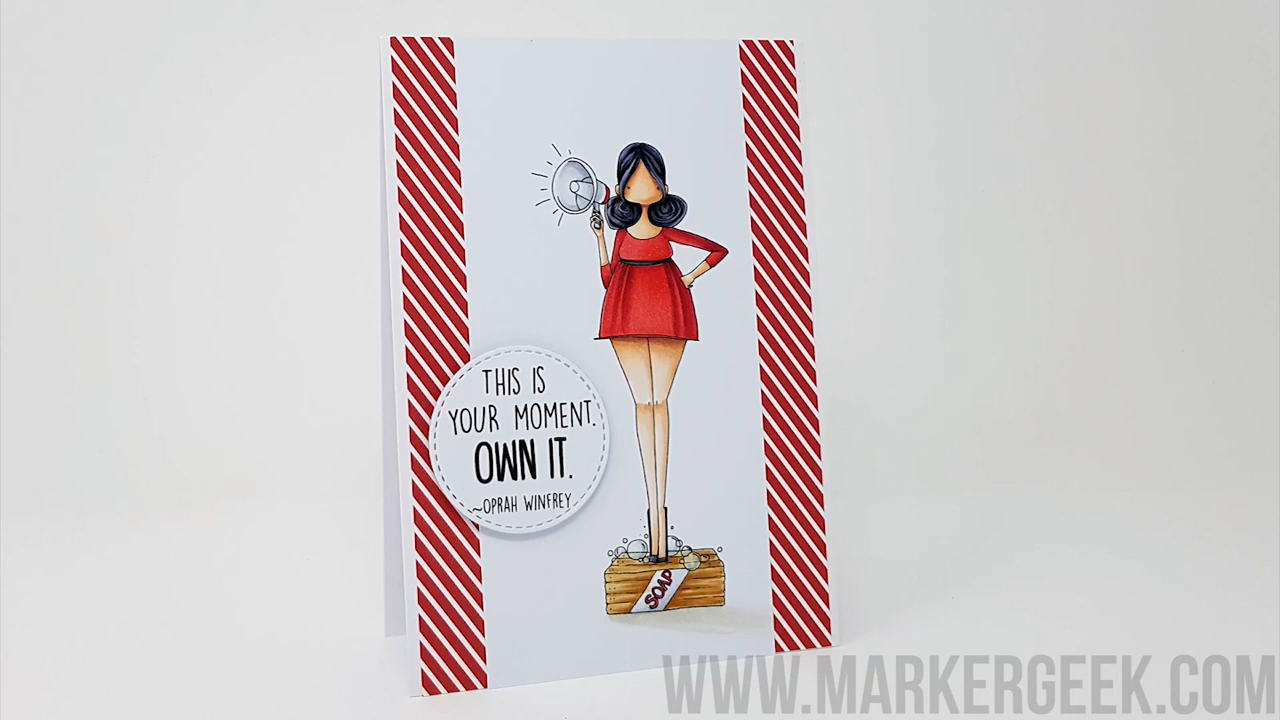 THIS IS
YOUR MOMENT.
OWN IT.
~OPRAH WINFREY
SOAP
WWW.MARKERGEEK.COM